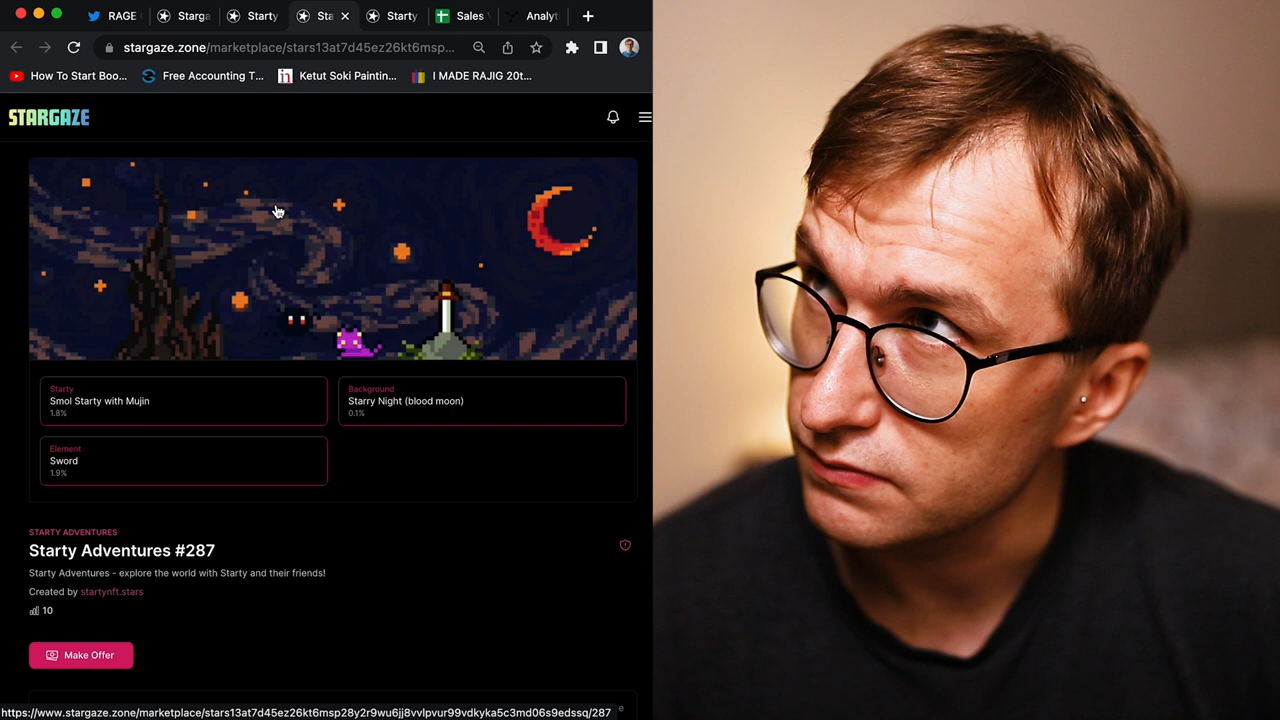 RAGE
Starga
Starty
Sta
Starty
Sales
Analyt
stargaze.zone/marketplace/stars13at7d45ez26kt6msp...
How To Start Boo...
Free Accounting T...
Ketut Soki Paintin...
I MADE RAJIG 20t...
STARGAZE
Starty
Smol Starty with Mujin
1.8%
Background
Starry Night (blood moon)
0.1%
Element
Sword
1.9%
STARTY ADVENTURES
Starty Adventures #287
Starty Adventures - explore the world with Starty and their friends!
Created by startynft.stars
10
Make Offer
https://www.stargaze.zone/marketplace/stars13at7d45ez26kt6msp28y2r9wu6jj8vvlpvur99vdkyka5c3md06s9edssq/287